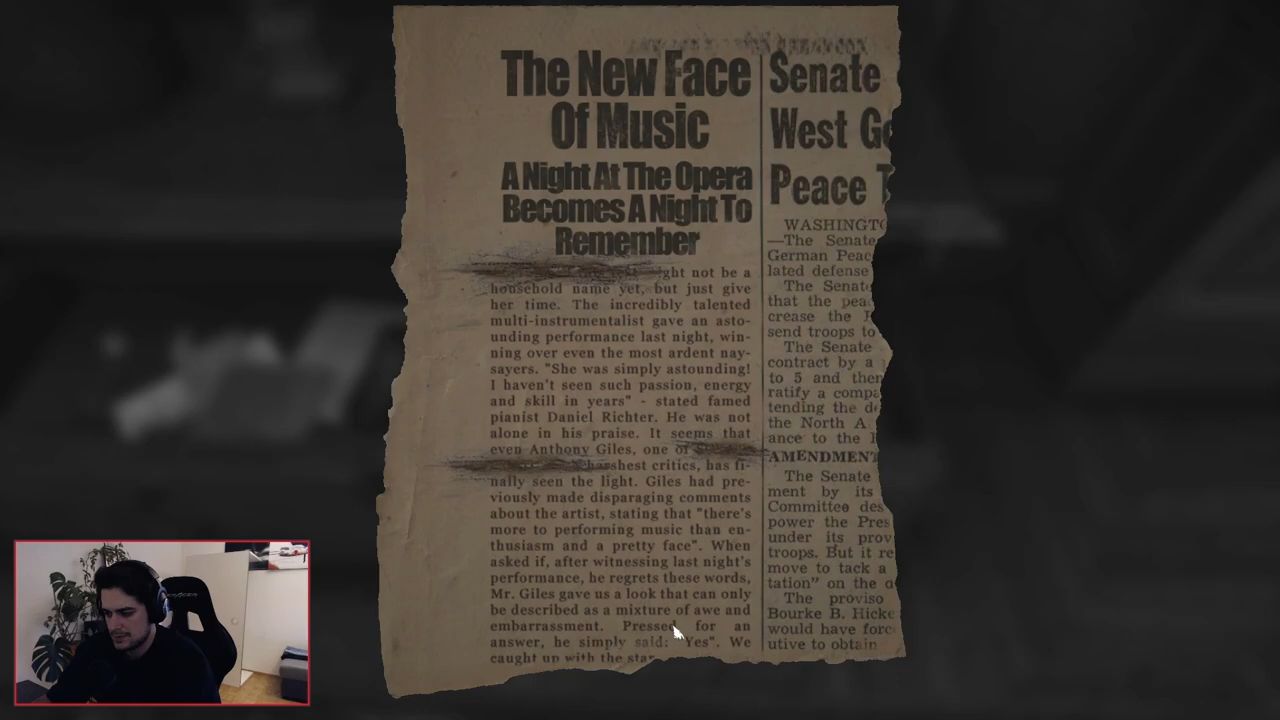 The New Face
Of Music
A Night At The Opera
Becomes A Night To
Remember
ght not be a
household name yet, but just give
her time. The incredibly talented
multi-instrumentalist gave an asto-
unding performance last night, win-
ning over even the most ardent nay-
sayers. "She was simply astounding!
I haven't seen such passion, energy
and skill in years" - stated famed
pianist Daniel Richter. He was not
alone in his praise. It seems that
even Anthony Giles, one of
harshest critics, has fi-
nally seen the light. Giles had pre-
viously made disparaging comments
about the artist, stating that "there's
more to performing music than en-
thusiasm and a pretty face". When
asked if, after witnessing last night's
performance, he regrets these words,
Mr. Giles gave us a look that can only
be described as a mixture of awe and
embarrassment. Pressed for an
answer, he simply said: "Yes". We
caught up with the star
Senate
West Ge
Peace T
WASHINGTO
—The Senate
German Peac
lated defense
The Senate
that the peac
crease the
send troops to
The Senate
contract by a
to 5 and then
ratify a compa
tending the de
the North A
ance to the
AMENDMENT
The Senate
ment by its
Committee des
power the Pres
under its prov
troops. But it re
move to tack a
tation" on the o
The proviso
Bourke B. Hicke
would have forc
utive to obtain